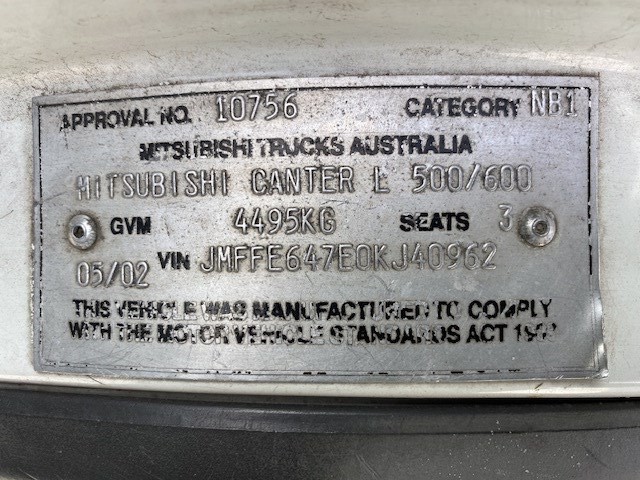 APPROVAL NO. 10756 CATEGORY NB1
MITSUBISHI TRUCKS AUSTRALIA
MITSUBISHI CANTER L 500/600
GVM 4495KG SEATS 3
05/02 VIN JMFFE647E0KJ40962
THIS VEHICLE WAS MANUFACTURED TO COMPLY
WITH THE MOTOR VEHICLE STANDARDS ACT